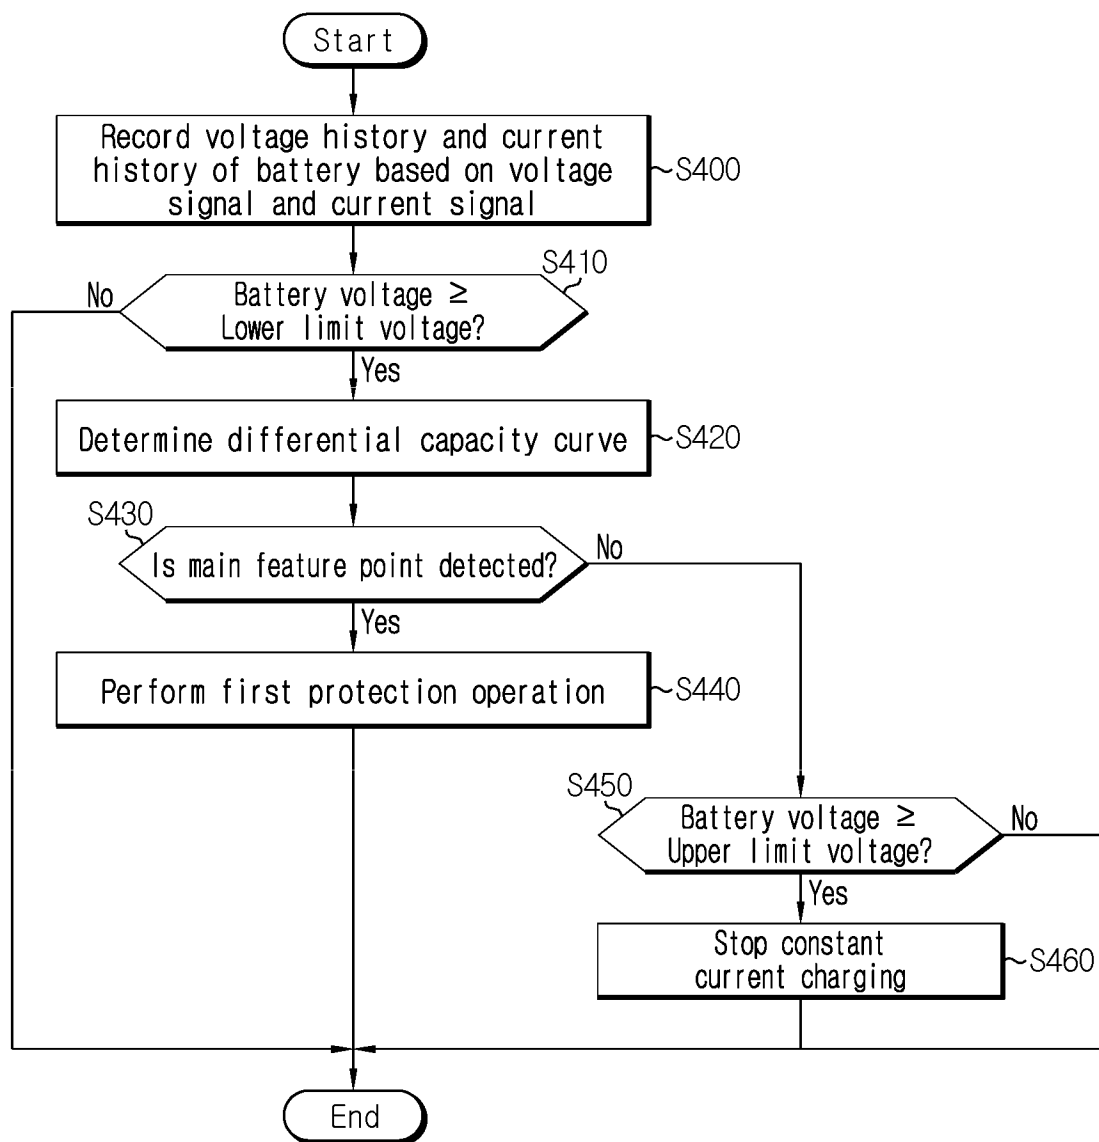 Start
Record voltage history and current
history of battery based on voltage
signal and current signal
S400
S410
No
Battery voltage ≥
Lower limit voltage?
Yes
Determine differential capacity curve
S420
S430
Is main feature point detected?
No
Yes
Perform first protection operation
S440
S450
Battery voltage ≥
Upper limit voltage?
No
Yes
Stop constant
current charging
S460
End